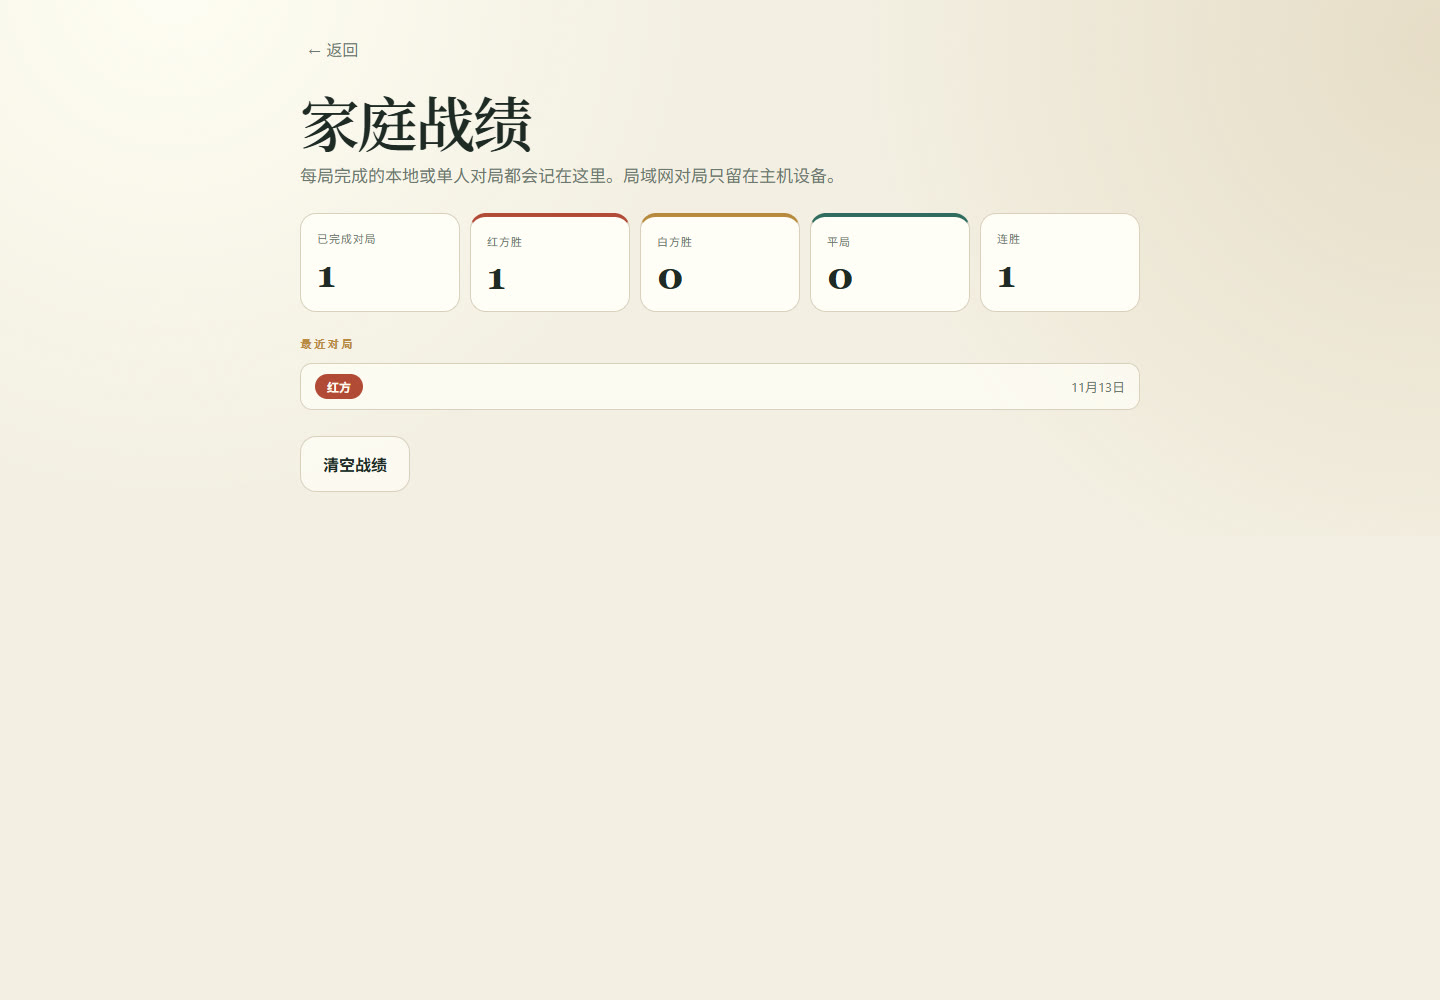 ← 返回
家庭战绩
每局完成的本地或单人对局都会记在这里。局域网对局只留在主机设备。
已完成对局
1
红方胜
1
白方胜
0
平局
0
连胜
1
最近对局
红方
11月13日
清空战绩